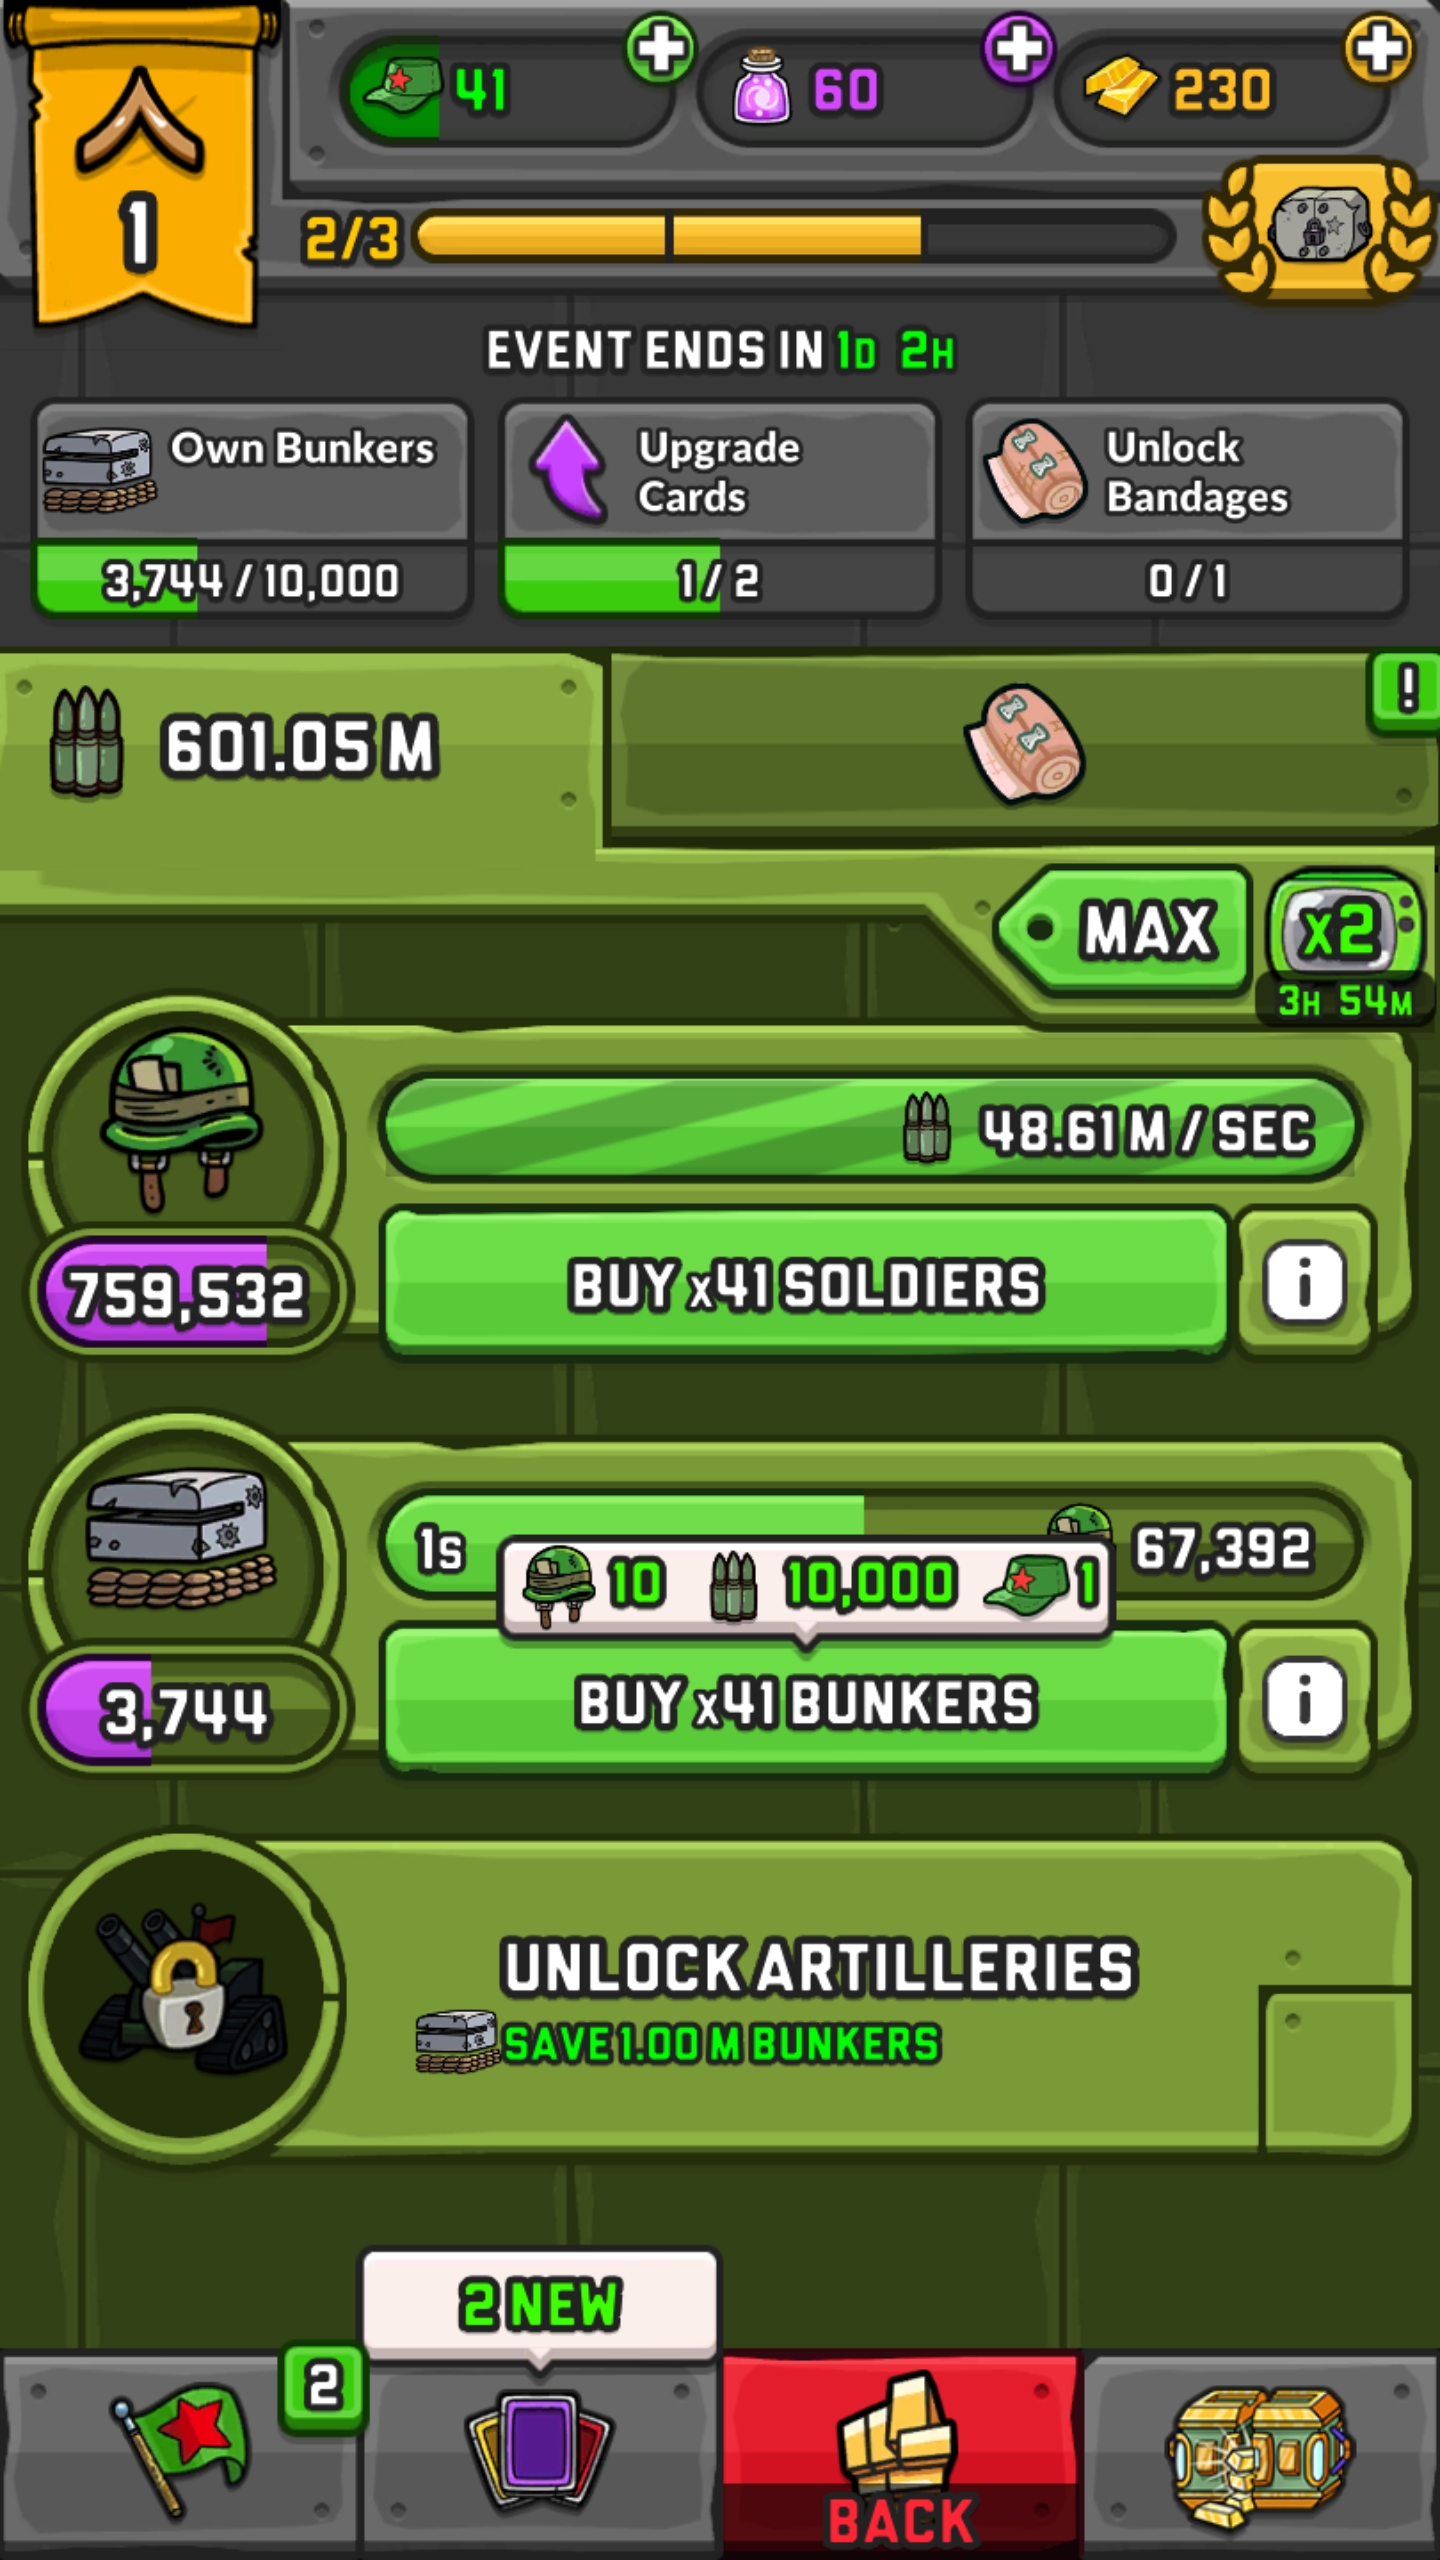 41
60
230
1
2/3
EVENT ENDS IN 1D 2H
Own Bunkers
3,744 / 10,000
Upgrade
Cards
1 / 2
Unlock
Bandages
0 / 1
601.05 M
!
MAX
x2
3H 54M
48.61 M / SEC
759,532
BUY x41 SOLDIERS
i
1s
67,392
10
10,000
1
3,744
BUY x41 BUNKERS
i
UNLOCK ARTILLERIES
SAVE 1.00 M BUNKERS
2 NEW
2
BACK